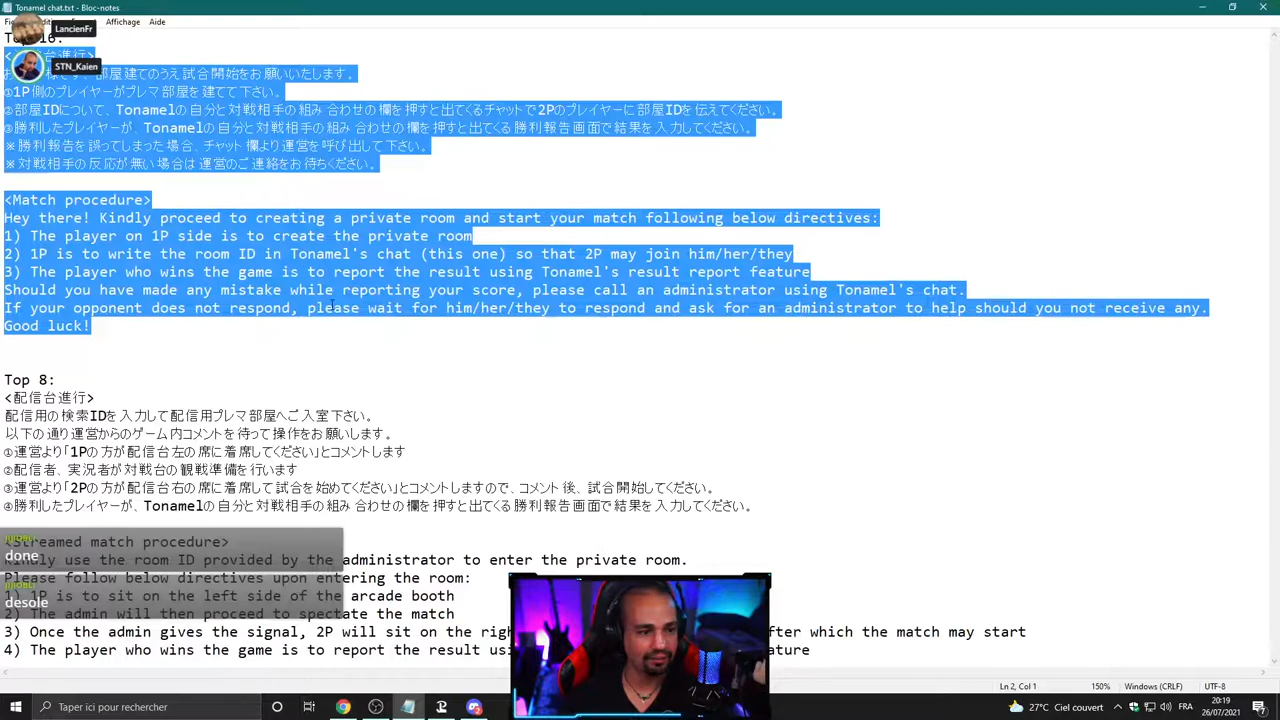 Tonamel chat.txt - Bloc-notes
Affichage Aide
LancienFr
Top 16:
STN_Kaien
部屋建てのうえ試合開始をお願いいたします。
①1P側のプレイヤーがプレマ部屋を建てて下さい。
②部屋IDについて、Tonamelの自分と対戦相手の組み合わせの欄を押すと出てくるチャットで2Pのプレイヤーに部屋IDを伝えてください。
③勝利したプレイヤーが、Tonamelの自分と対戦相手の組み合わせの欄を押すと出てくる勝利報告画面で結果を入力してください。
※勝利報告を誤ってしまった場合、チャット欄より運営を呼び出して下さい。
※対戦相手の反応が無い場合は運営のご連絡をお待ちください。
<Match procedure>
Hey there! Kindly proceed to creating a private room and start your match following below directives:
1) The player on 1P side is to create the private room
2) 1P is to write the room ID in Tonamel's chat (this one) so that 2P may join him/her/they
3) The player who wins the game is to report the result using Tonamel's result report feature
Should you have made any mistake while reporting your score, please call an administrator using Tonamel's chat.
If your opponent does not respond, please wait for him/her/they to respond and ask for an administrator to help should you not receive any.
Good luck!
Top 8:
<配信台進行>
配信用の検索IDを入力して配信用プレマ部屋へご入室下さい。
以下の通り運営からのゲーム内コメントを待って操作をお願いします。
①運営より「1Pの方が配信台左の席に着席してください」とコメントします
②配信者、実況者が対戦台の観戦準備を行います
③運営より「2Pの方が配信台右の席に着席して試合を始めてください」とコメントしますので、コメント後、試合開始してください。
④勝利したプレイヤーが、Tonamelの自分と対戦相手の組み合わせの欄を押すと出てくる勝利報告画面で結果を入力してください。
<Streamed match procedure>
done
Kindly use the room ID provided by the administrator to enter the private room.
Please follow below directives upon entering the room:
1) 1P is to sit on the left side of the arcade booth
desole
2) The admin will then proceed to spectate the match
3) Once the admin gives the signal, 2P will sit on the righ after which the match may start
4) The player who wins the game is to report the result usi ature
Ln 2, Col 1 150% Windows (CRLF) UTF-8
Taper ici pour rechercher
27°C Ciel couvert
FRA
20:19
26/07/2021